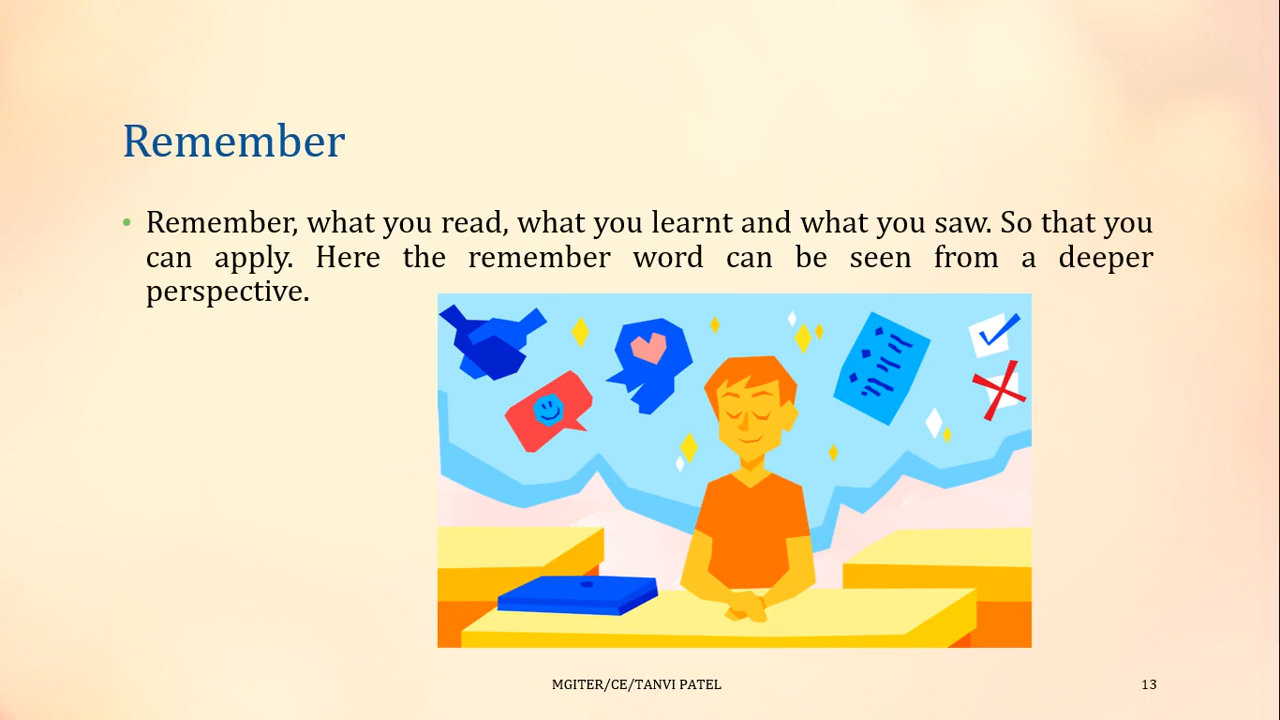 Remember
• Remember, what you read, what you learnt and what you saw. So that you
can apply. Here the remember word can be seen from a deeper
perspective.
MGITER/CE/TANVI PATEL
13